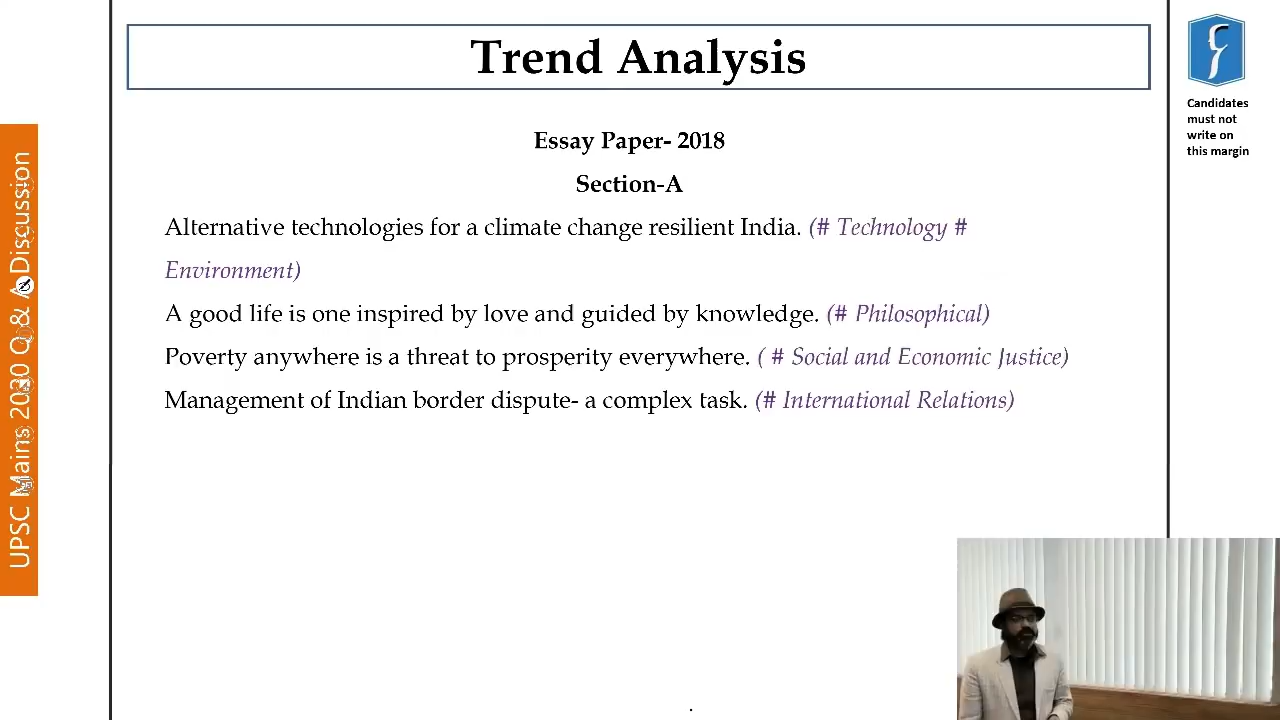 Trend Analysis
Candidates
must not
write on
this margin
Essay Paper- 2018
Section-A
Alternative technologies for a climate change resilient India. (# Technology #
Environment)
A good life is one inspired by love and guided by knowledge. (# Philosophical)
Poverty anywhere is a threat to prosperity everywhere. ( # Social and Economic Justice)
Management of Indian border dispute- a complex task. (# International Relations)
UPSC Mains 2020 Q & A Discussion